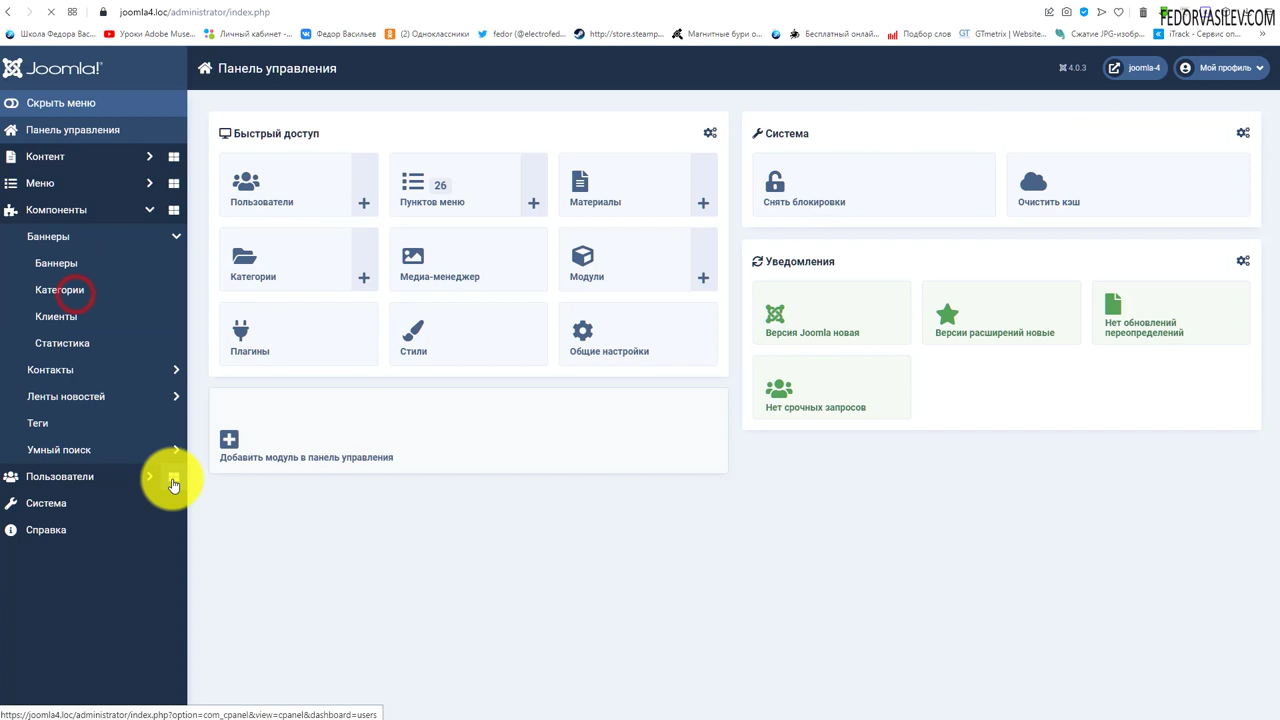 joomla4.loc/administrator/index.php
FEDORVASILEV.COM
Школа Федора Вас...
Уроки Adobe Muse...
Личный кабинет -...
Федор Васильев
(2) Одноклассники
fedor (@electrofed...
http://store.steamp...
Магнитные бури о...
Бесплатный онлай...
Подбор слов
GTmetrix | Website...
Сжатие JPG-изобр...
iTrack - Сервис оп...
Joomla!
Панель управления
4.0.3
joomla-4
Мой профиль
Скрыть меню
Панель управления
Контент
Меню
Компоненты
Баннеры
Баннеры
Категории
Клиенты
Статистика
Контакты
Ленты новостей
Теги
Умный поиск
Пользователи
Система
Справка
Быстрый доступ
Пользователи
26
Пунктов меню
Материалы
Категории
Медиа-менеджер
Модули
Плагины
Стили
Общие настройки
Добавить модуль в панель управления
Система
Снять блокировки
Очистить кэш
Уведомления
Версия Joomla новая
Версии расширений новые
Нет обновлений
переопределений
Нет срочных запросов
https://joomla4.loc/administrator/index.php?option=com_cpanel&view=cpanel&dashboard=users